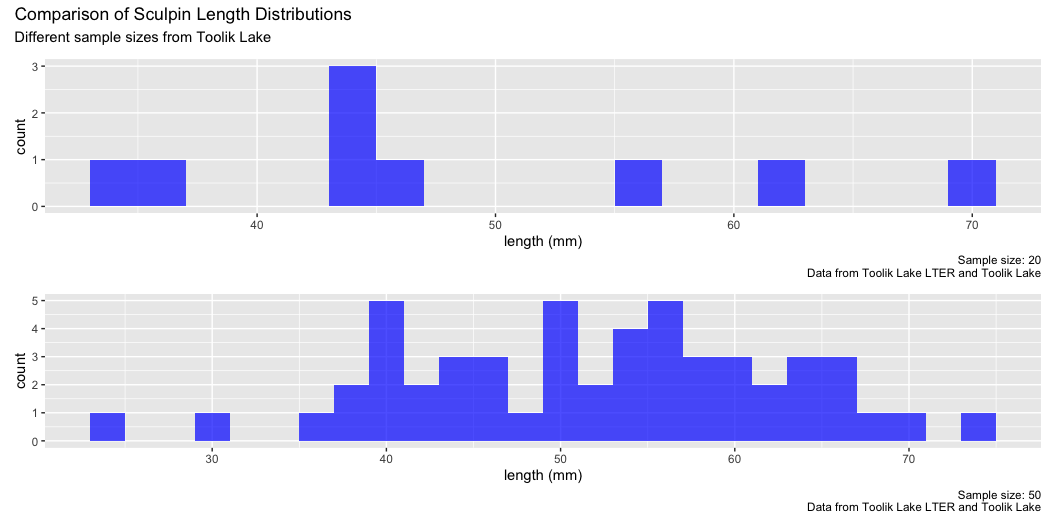 Comparison of Sculpin Length Distributions
Different sample sizes from Toolik Lake
3
2
1
0
count
40 50 60 70
length (mm)
Sample size: 20
Data from Toolik Lake LTER and Toolik Lake
5
4
3
2
1
0
count
30 40 50 60 70
length (mm)
Sample size: 50
Data from Toolik Lake LTER and Toolik Lake